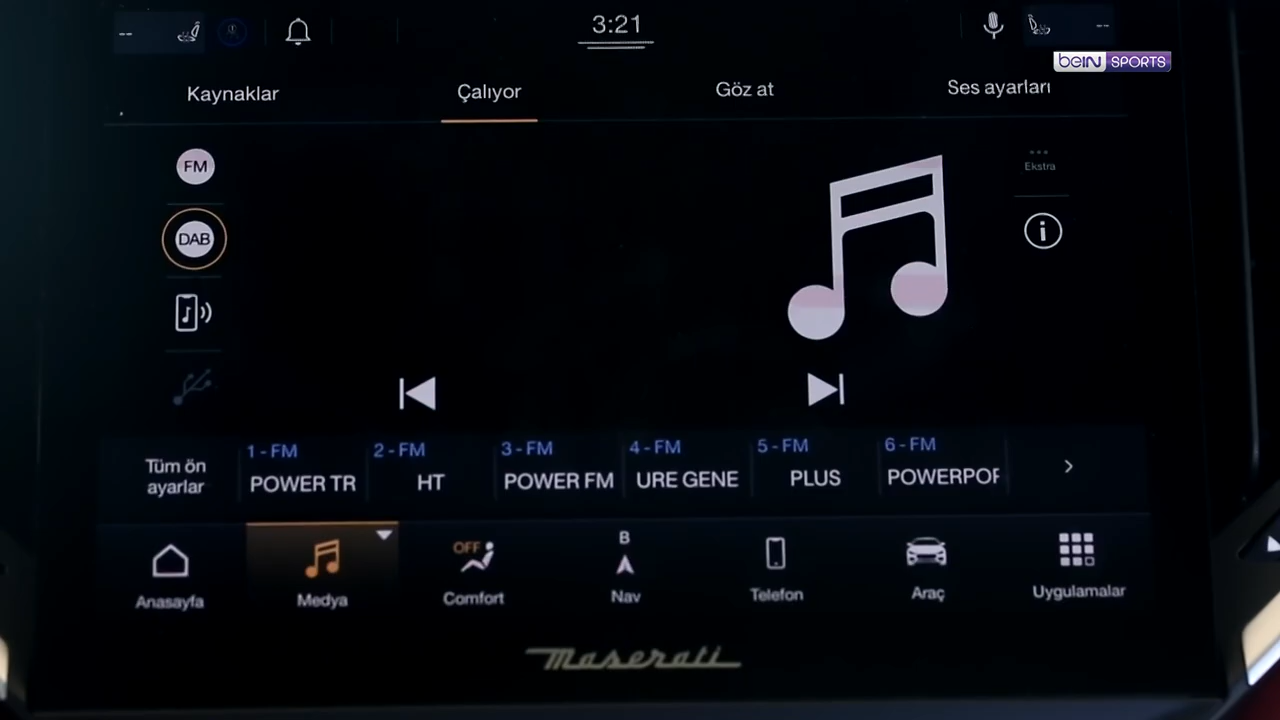 --
3:21
--
beIN SPORTS
Kaynaklar
Çalıyor
Göz at
Ses ayarları
FM
Ekstra
DAB
1 - FM
2 - FM
3 - FM
4 - FM
5 - FM
6 - FM
Tüm ön
ayarlar
POWER TR
HT
POWER FM
URE GENE
PLUS
POWERPOP
OFF
B
Anasayfa
Medya
Comfort
Nav
Telefon
Araç
Uygulamalar
Maserati